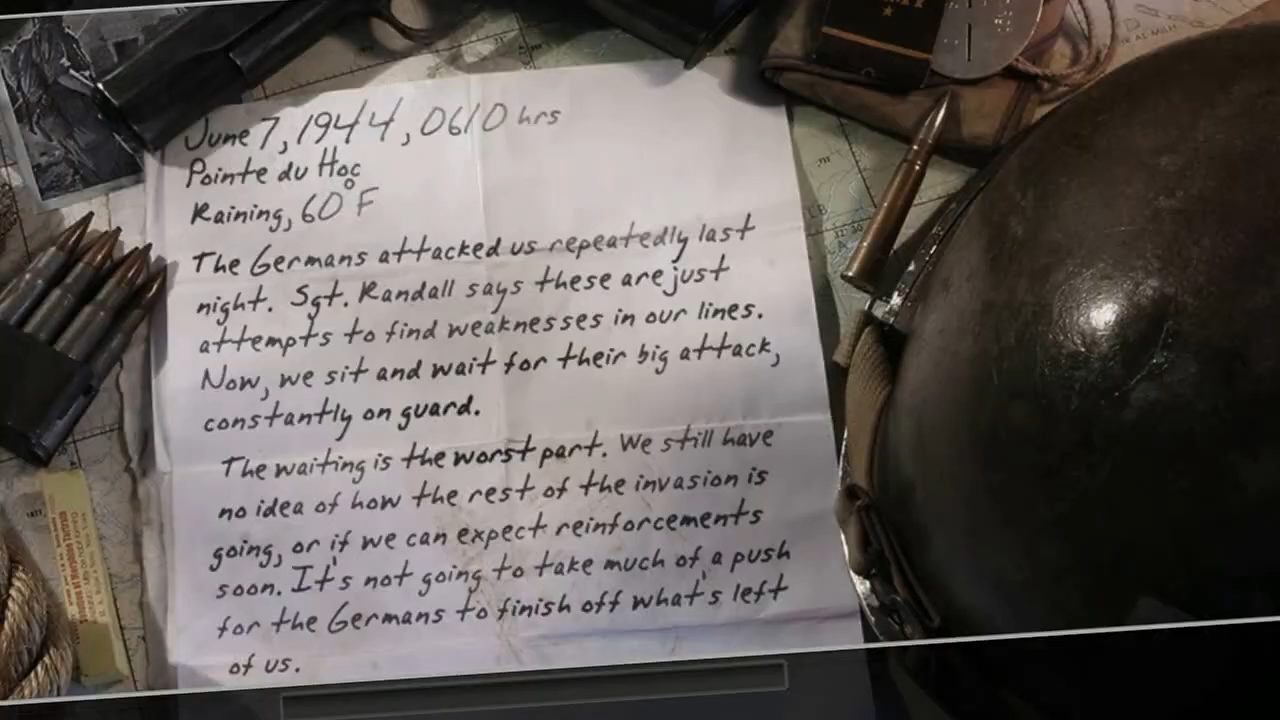 June 7, 1944, 0610 hrs
Pointe du Hoc
Raining, 60°F
The Germans attacked us repeatedly last
night. Sgt. Randall says these are just
attempts to find weaknesses in our lines.
Now, we sit and wait for their big attack,
constantly on guard.
The waiting is the worst part. We still have
no idea of how the rest of the invasion is
going, or if we can expect reinforcements
soon. It's not going to take much of a push
for the Germans to finish off what's left
of us.